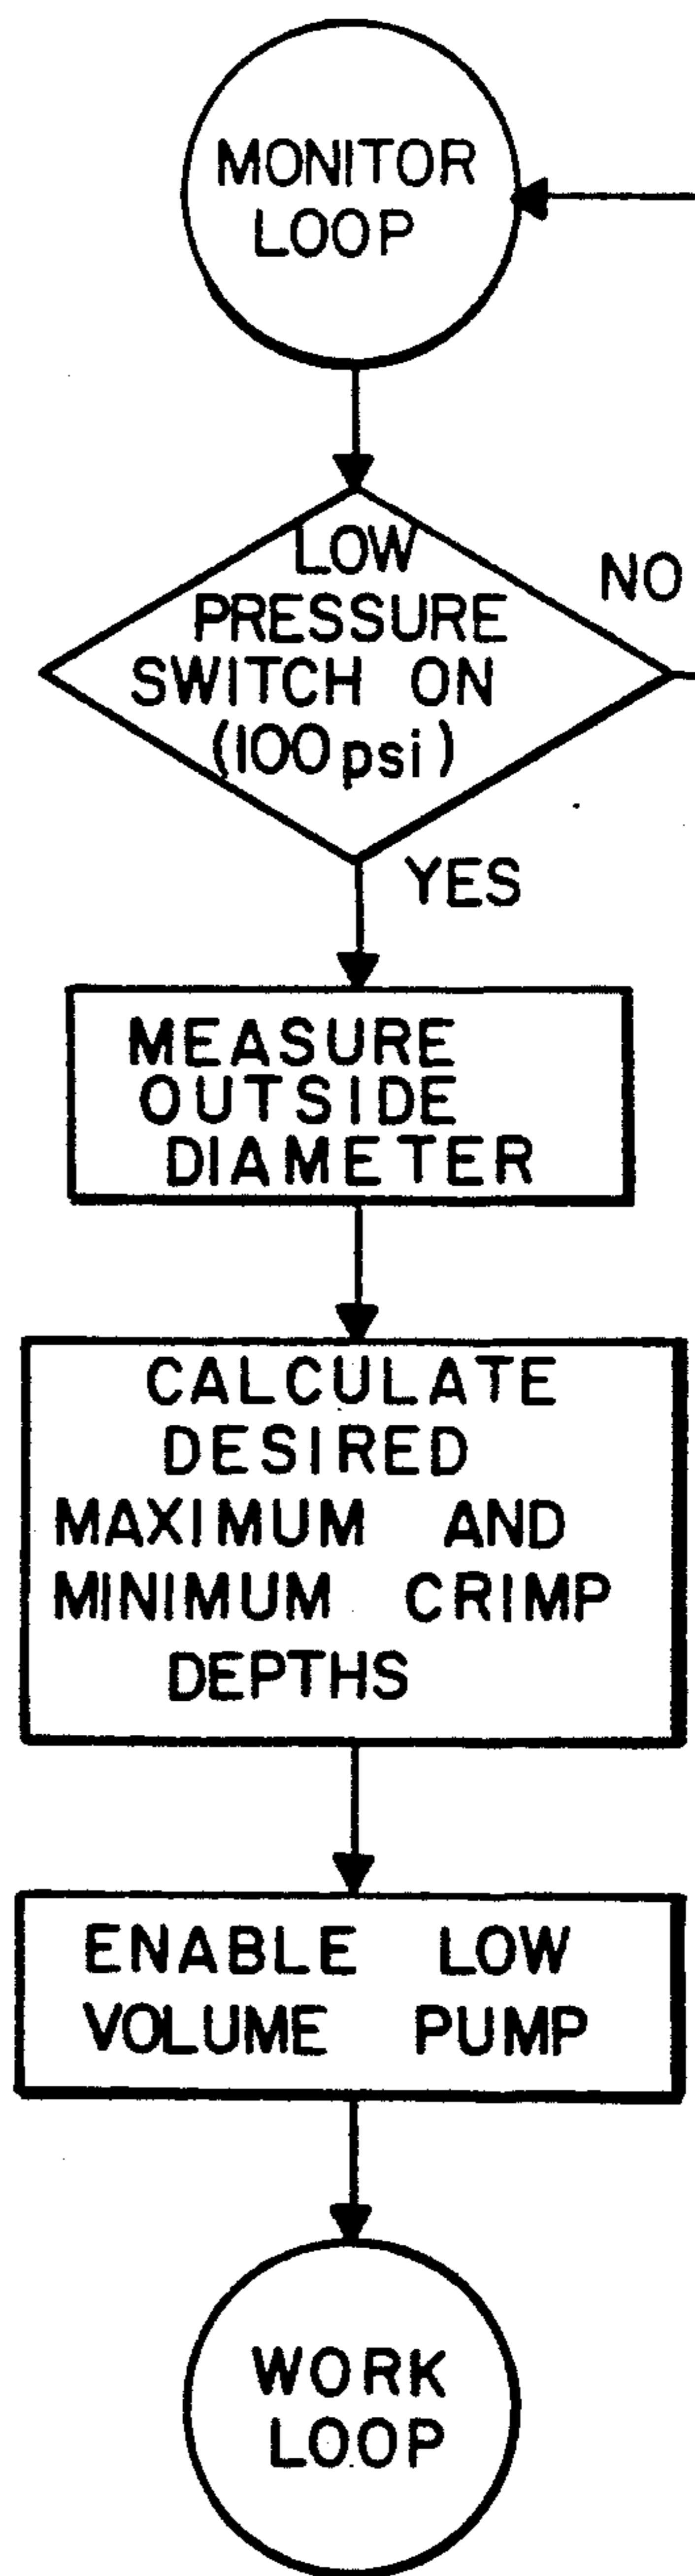 MONITOR
LOOP
LOW
PRESSURE
SWITCH ON
(100 psi)
NO
YES
MEASURE
OUTSIDE
DIAMETER
CALCULATE
DESIRED
MAXIMUM AND
MINIMUM CRIMP
DEPTHS
ENABLE LOW
VOLUME PUMP
WORK
LOOP